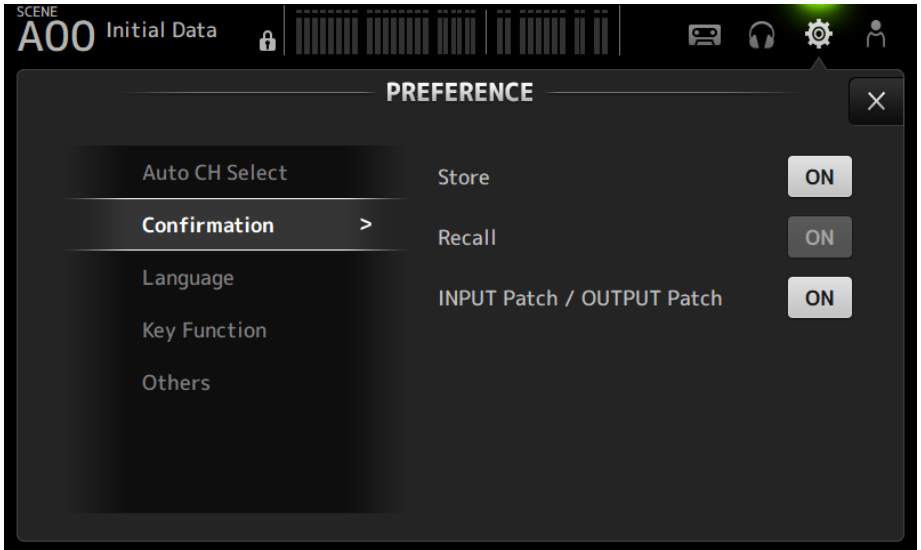 SCENE
A00 Initial Data
PREFERENCE
Auto CH Select
Confirmation >
Language
Key Function
Others
Store ON
Recall ON
INPUT Patch / OUTPUT Patch ON